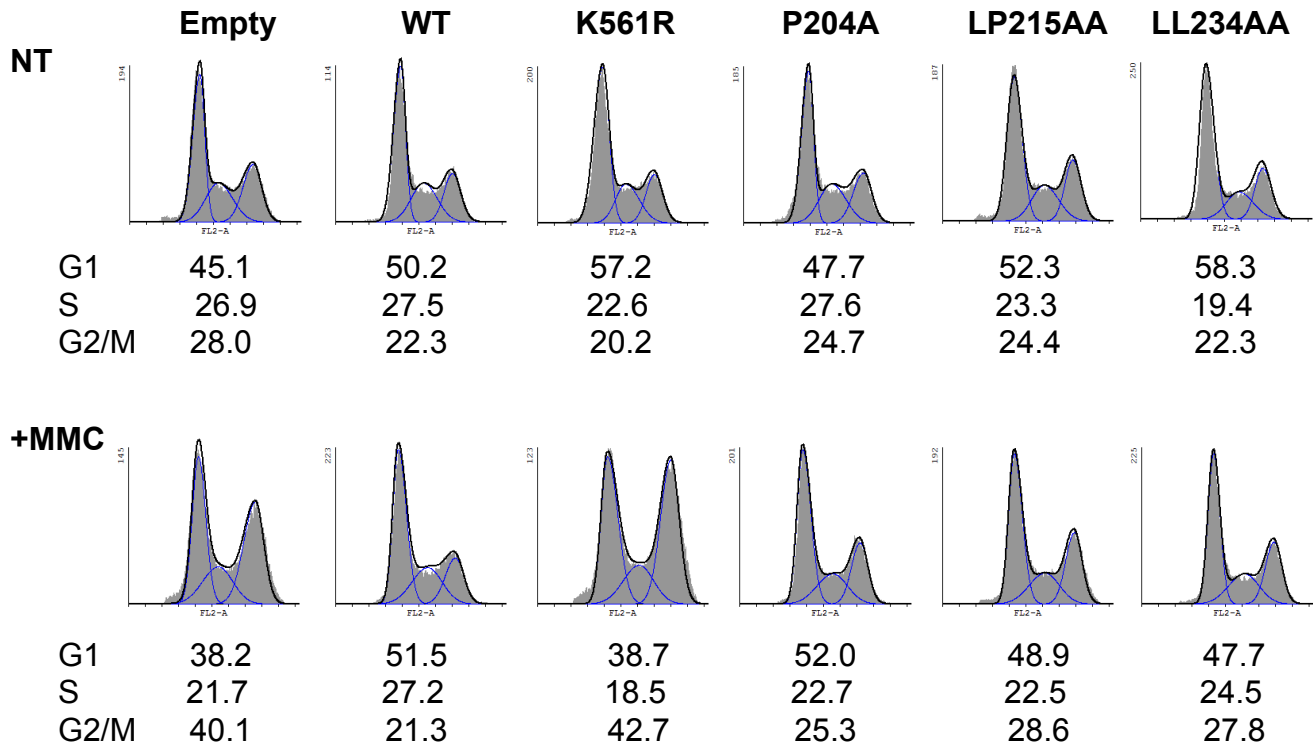 Empty WT K561R P204A LP215AA LL234AA
NT
194 114 200 185 187 250
FL2-A FL2-A FL2-A FL2-A FL2-A FL2-A
G1 45.1 50.2 57.2 47.7 52.3 58.3
S 26.9 27.5 22.6 27.6 23.3 19.4
G2/M 28.0 22.3 20.2 24.7 24.4 22.3
+MMC
145 223 123 201 192 225
FL2-A FL2-A FL2-A FL2-A FL2-A FL2-A
G1 38.2 51.5 38.7 52.0 48.9 47.7
S 21.7 27.2 18.5 22.7 22.5 24.5
G2/M 40.1 21.3 42.7 25.3 28.6 27.8